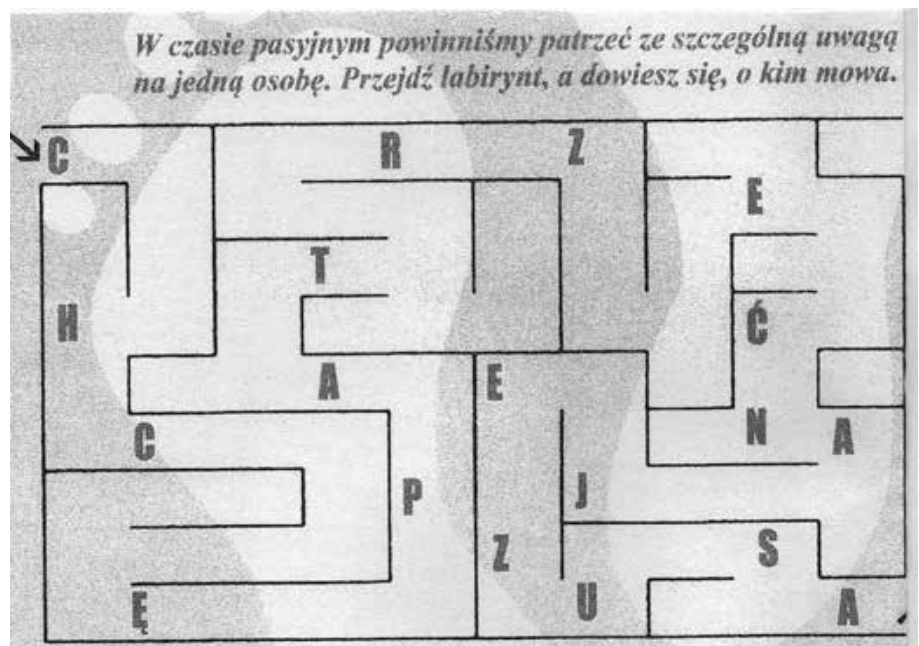 W czasie pasyjnym powinniśmy patrzeć ze szczególną uwagą
na jedną osobę. Przejdź labirynt, a dowiesz się, o kim mowa.
C R Z
E
T
H Ć
A E
C N A
P J
Z S
Ę U A